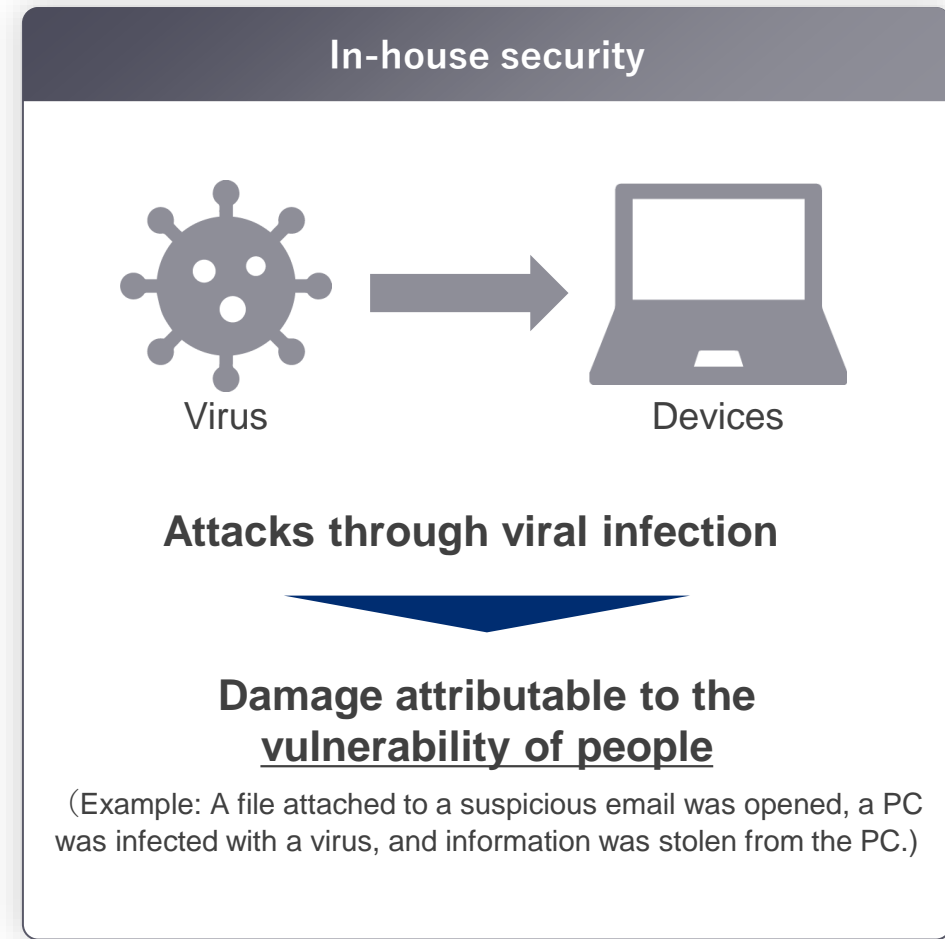 In-house security
Virus
Devices
Attacks through viral infection
Damage attributable to the
vulnerability of people
（Example: A file attached to a suspicious email was opened, a PC
was infected with a virus, and information was stolen from the PC.)